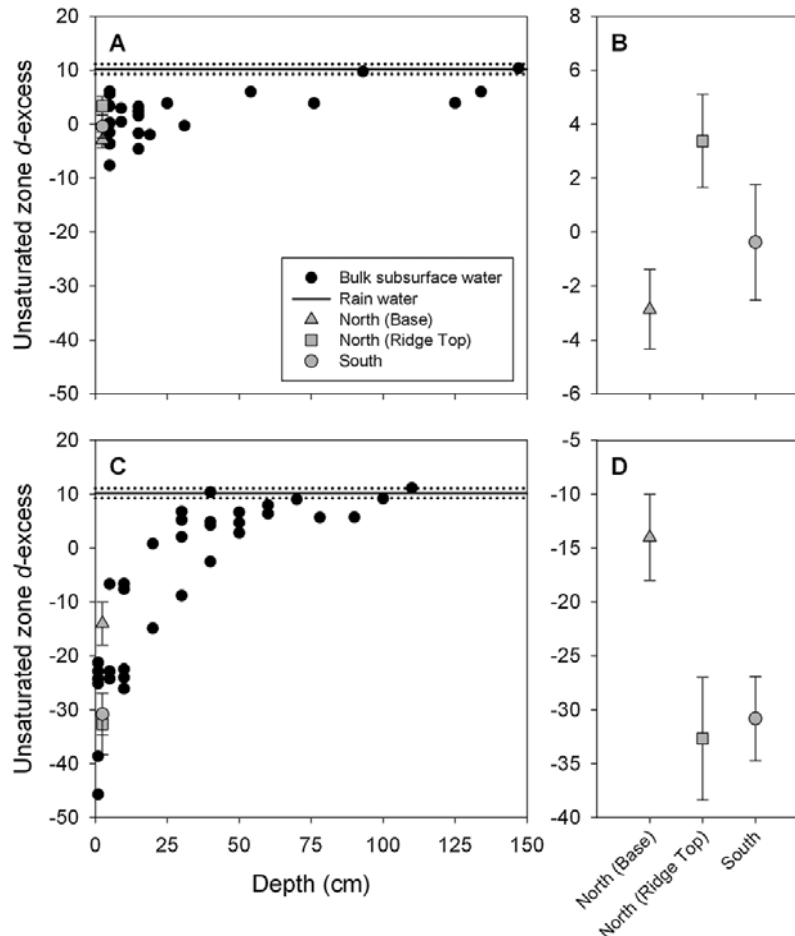 A
20
10
0
-10
-20
-30
-40
-50
Unsaturated zone d-excess
Bulk subsurface water
Rain water
North (Base)
North (Ridge Top)
South
B
8
6
4
2
0
-2
-4
-6
C
20
10
0
-10
-20
-30
-40
-50
Unsaturated zone d-excess
0 25 50 75 100 125 150
Depth (cm)
D
-5
-10
-15
-20
-25
-30
-35
-40
North (Base)
North (Ridge Top)
South